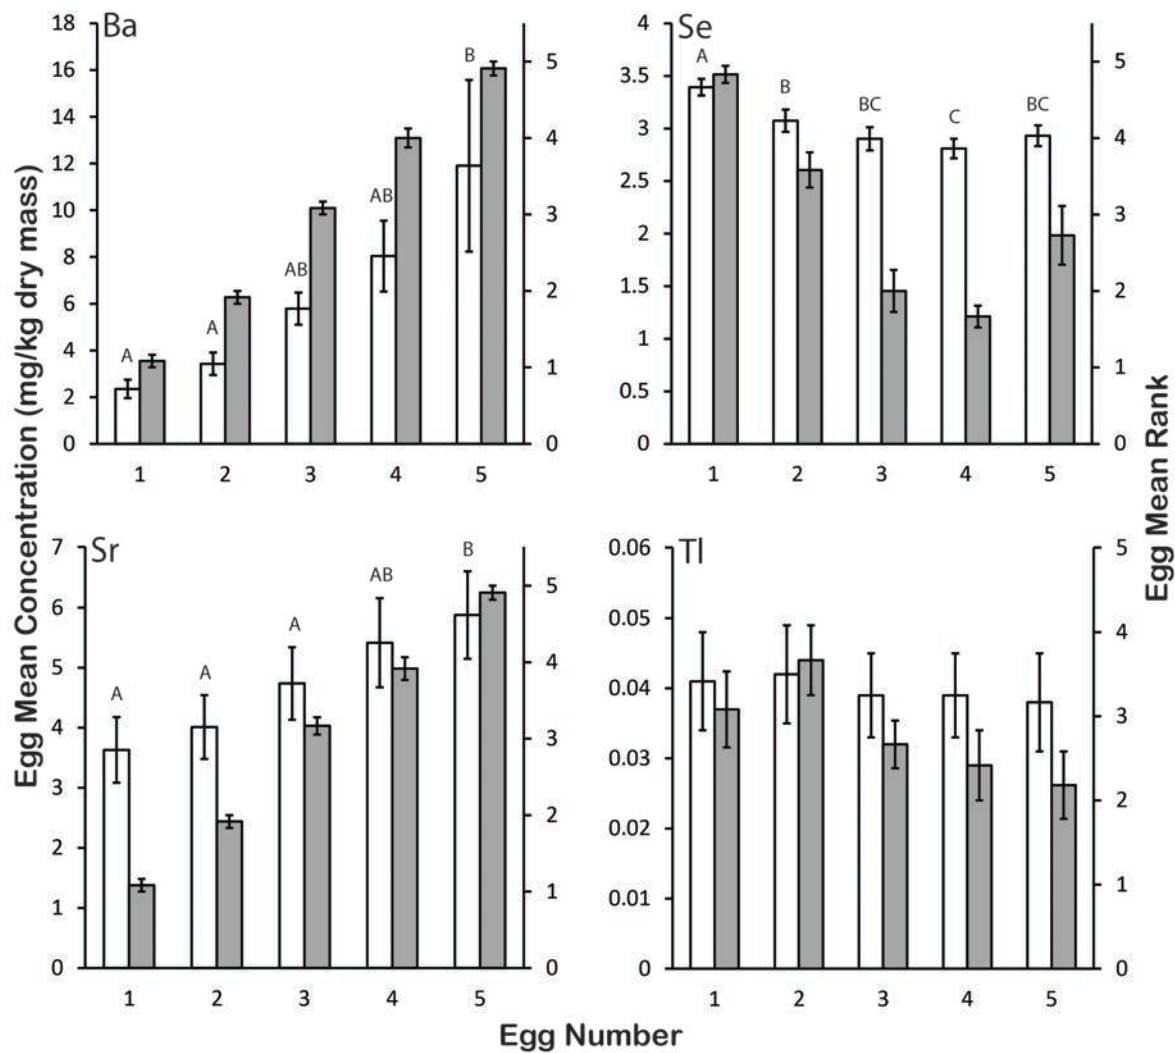 Egg Mean Concentration (mg/kg dry mass)
Ba
18
16
14
12
10
8
6
4
2
0
A
A
AB
AB
B
5
4
3
2
1
0
1 2 3 4 5
Se
4
3.5
3
2.5
2
1.5
1
0.5
0
A
B
BC
C
BC
5
4
3
2
1
0
1 2 3 4 5
Sr
7
6
5
4
3
2
1
0
A
A
A
AB
B
5
4
3
2
1
0
1 2 3 4 5
Tl
0.06
0.05
0.04
0.03
0.02
0.01
0
5
4
3
2
1
0
1 2 3 4 5
Egg Mean Rank
Egg Number